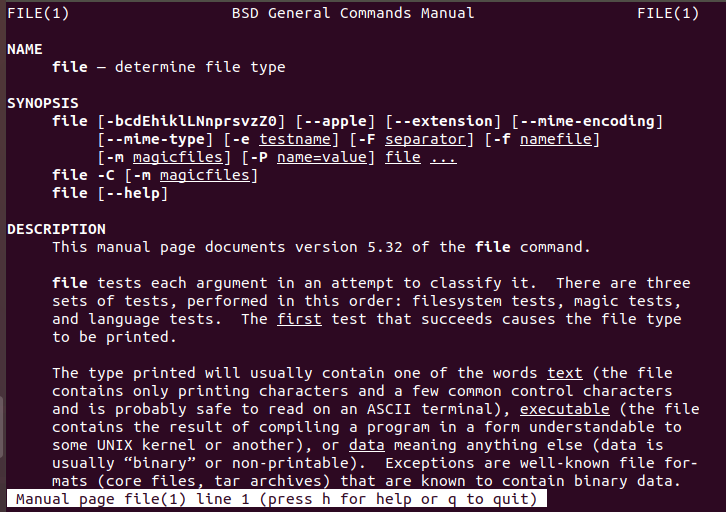 FILE(1) BSD General Commands Manual FILE(1)
NAME
file — determine file type
SYNOPSIS
file [-bcdEhiklLNnprsvzZ0] [--apple] [--extension] [--mime-encoding]
[--mime-type] [-e testname] [-F separator] [-f namefile]
[-m magicfiles] [-P name=value] file ...
file -C [-m magicfiles]
file [--help]
DESCRIPTION
This manual page documents version 5.32 of the file command.
file tests each argument in an attempt to classify it. There are three
sets of tests, performed in this order: filesystem tests, magic tests,
and language tests. The first test that succeeds causes the file type
to be printed.
The type printed will usually contain one of the words text (the file
contains only printing characters and a few common control characters
and is probably safe to read on an ASCII terminal), executable (the file
contains the result of compiling a program in a form understandable to
some UNIX kernel or another), or data meaning anything else (data is
usually “binary” or non-printable). Exceptions are well-known file for-
mats (core files, tar archives) that are known to contain binary data.
Manual page file(1) line 1 (press h for help or q to quit)